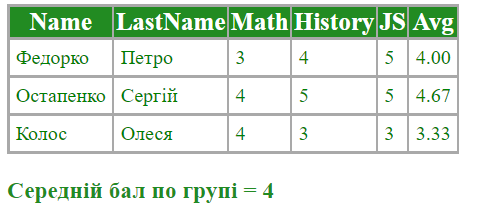 Name LastName Math History JS Avg
Федорко Петро 3 4 5 4.00
Остапенко Сергій 4 5 5 4.67
Колос Олеся 4 3 3 3.33
Середній бал по групі = 4